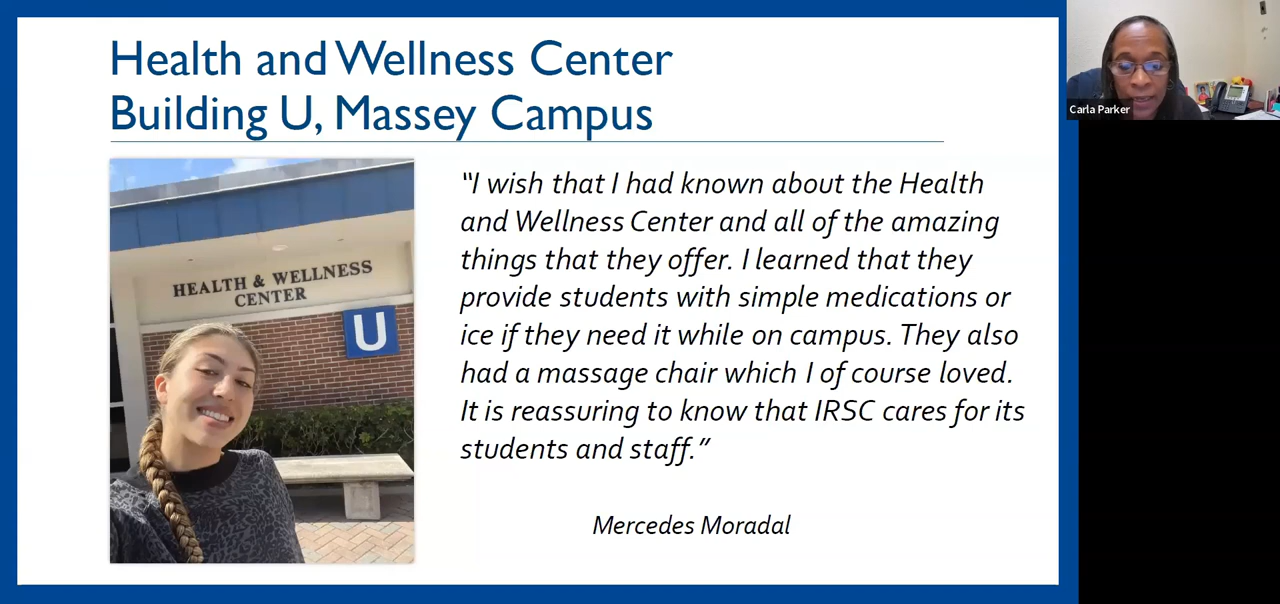 Health and Wellness Center
Building U, Massey Campus
HEALTH & WELLNESS
CENTER
U
“I wish that I had known about the Health
and Wellness Center and all of the amazing
things that they offer. I learned that they
provide students with simple medications or
ice if they need it while on campus. They also
had a massage chair which I of course loved.
It is reassuring to know that IRSC cares for its
students and staff.”
Mercedes Moradal
Carla Parker